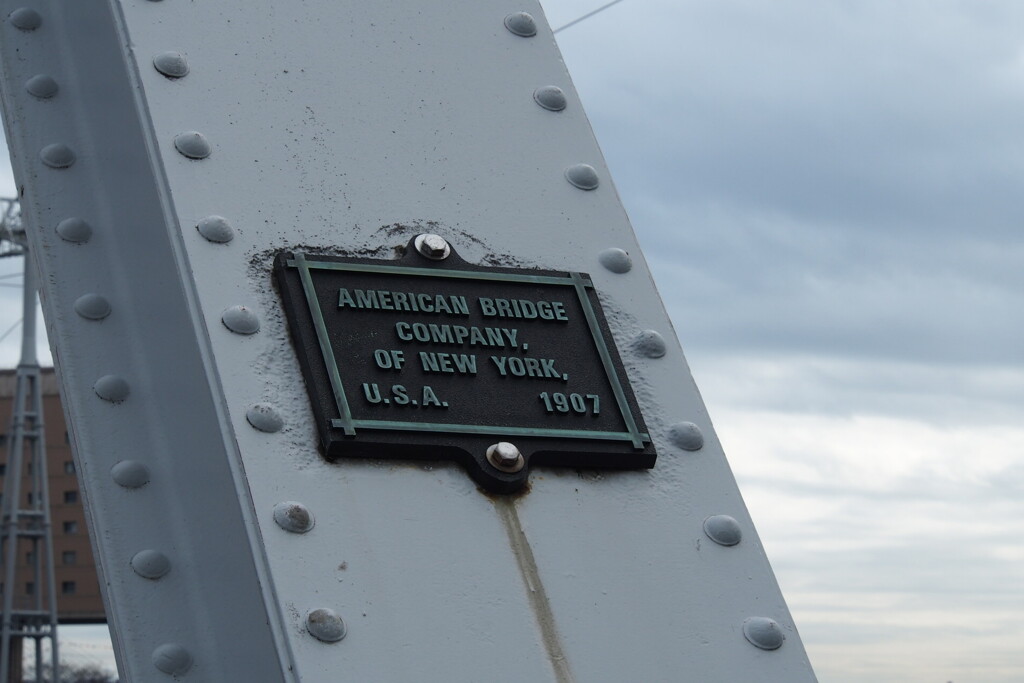 AMERICAN BRIDGE
COMPANY,
OF NEW YORK,
U.S.A. 1907